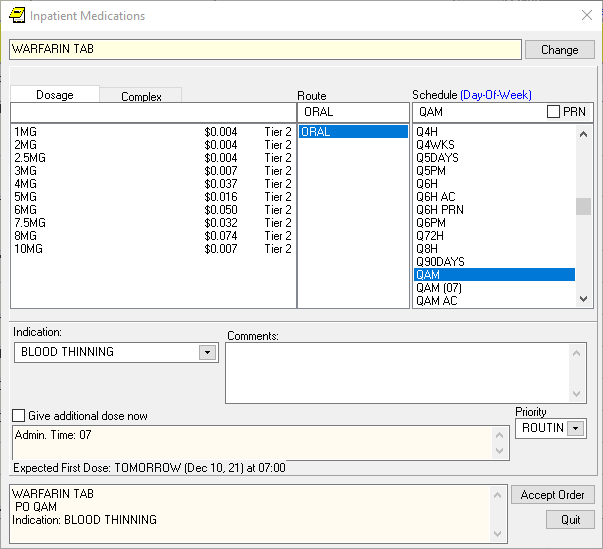 Inpatient Medications
WARFARIN TAB
Change
Dosage Complex Route Schedule (Day-Of-Week)
ORAL QAM PRN
1MG $0.004 Tier 2
2MG $0.004 Tier 2
2.5MG $0.004 Tier 2
3MG $0.007 Tier 2
4MG $0.037 Tier 2
5MG $0.016 Tier 2
6MG $0.050 Tier 2
7.5MG $0.032 Tier 2
8MG $0.074 Tier 2
10MG $0.007 Tier 2
ORAL
Q4H
Q4WKS
Q5DAYS
Q5PM
Q6H
Q6H AC
Q6H PRN
Q6PM
Q72H
Q8H
Q90DAYS
QAM
QAM (07)
QAM AC
Indication:
BLOOD THINNING
Comments:
Give additional dose now
Priority
ROUTIN
Admin. Time: 07
Expected First Dose: TOMORROW (Dec 10, 21) at 07:00
WARFARIN TAB
PO QAM
Indication: BLOOD THINNING
Accept Order
Quit